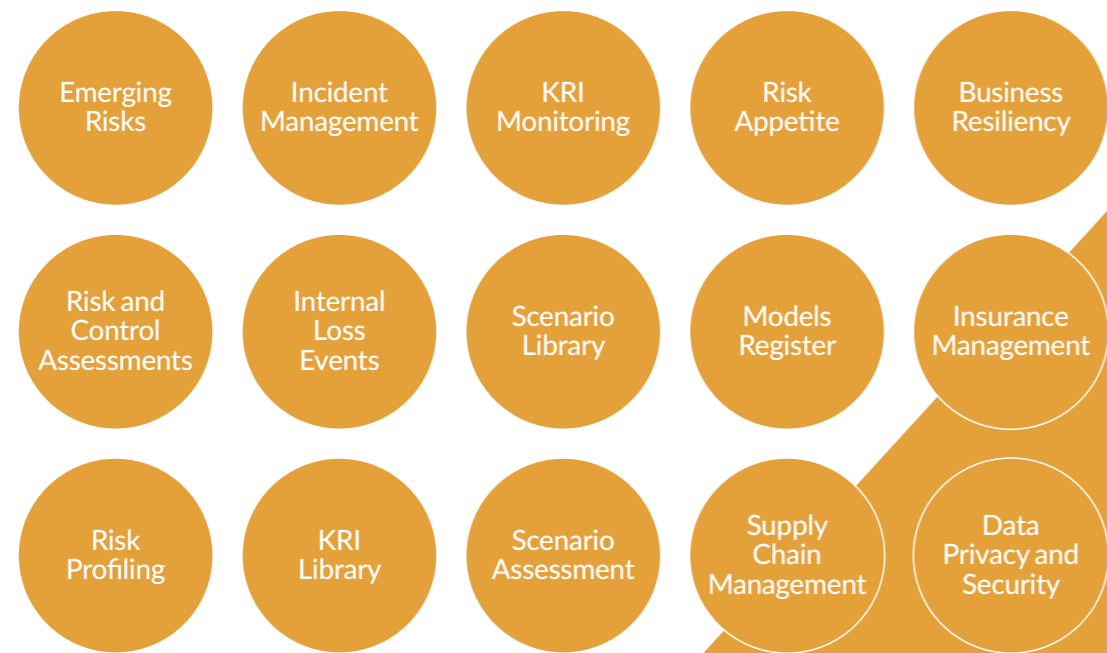 Emerging
Risks
Incident
Management
KRI
Monitoring
Risk
Appetite
Business
Resiliency
Risk and
Control
Assessments
Internal
Loss
Events
Scenario
Library
Models
Register
Insurance
Management
Risk
Profiling
KRI
Library
Scenario
Assessment
Supply
Chain
Management
Data
Privacy and
Security